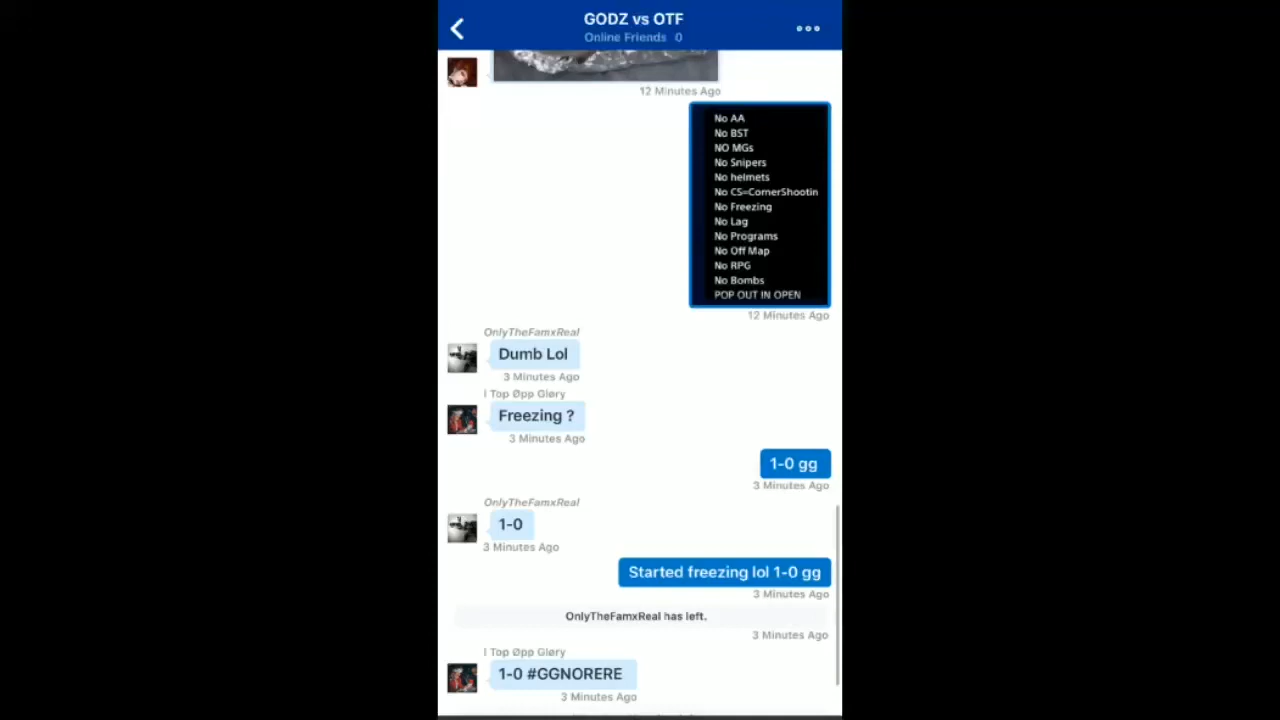 GODZ vs OTF
Online Friends 0
12 Minutes Ago
No AA
No BST
NO MGs
No Snipers
No helmets
No CS=CornerShootin
No Freezing
No Lag
No Programs
No Off Map
No RPG
No Bombs
POP OUT IN OPEN
12 Minutes Ago
OnlyTheFamxReal
Dumb Lol
3 Minutes Ago
I Top Øpp Gløry
Freezing ?
3 Minutes Ago
1-0 gg
3 Minutes Ago
OnlyTheFamxReal
1-0
3 Minutes Ago
Started freezing lol 1-0 gg
3 Minutes Ago
OnlyTheFamxReal has left.
3 Minutes Ago
I Top Øpp Gløry
1-0 #GGNORERE
3 Minutes Ago